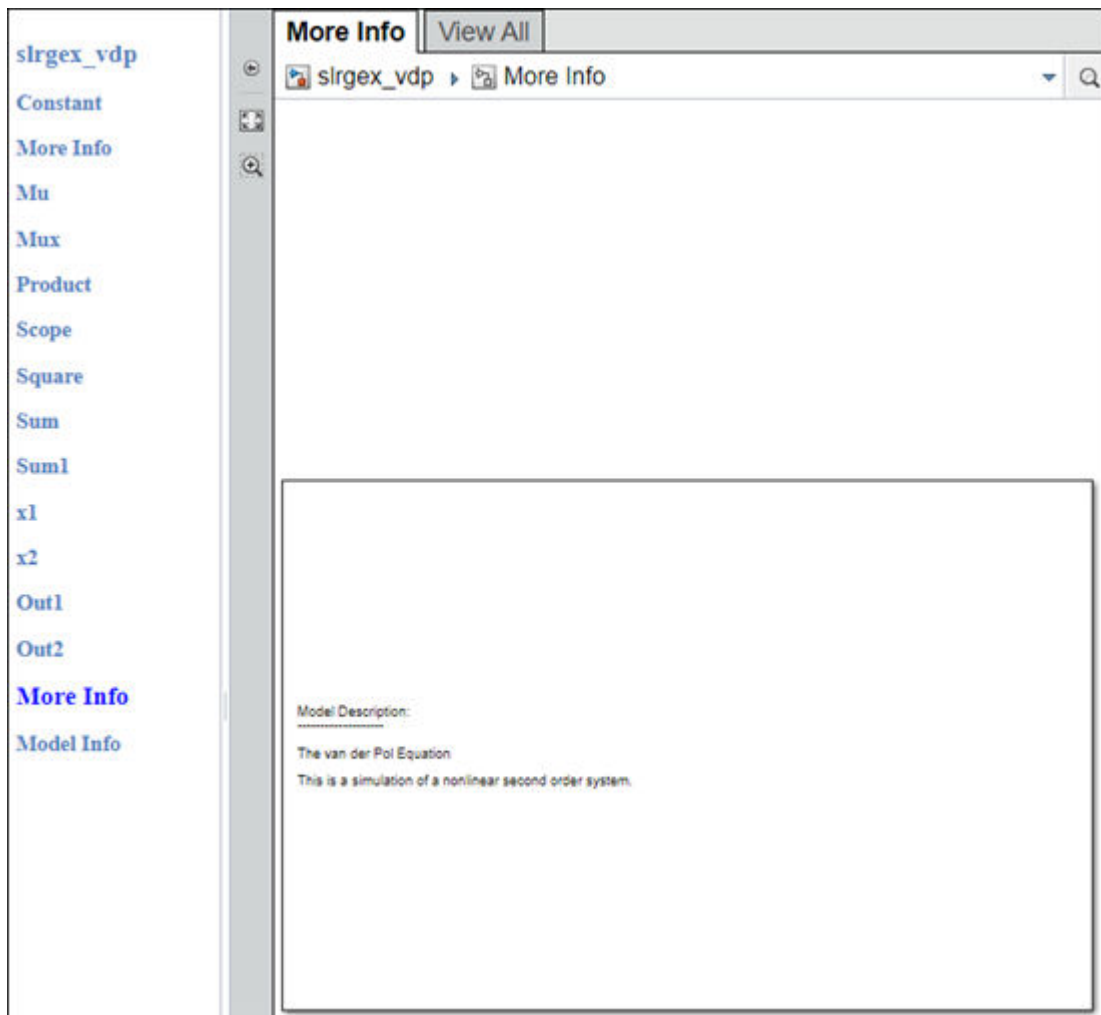 slrgex_vdp
Constant
More Info
Mu
Mux
Product
Scope
Square
Sum
Sum1
x1
x2
Out1
Out2
More Info
Model Info
More Info View All
slrgex_vdp More Info
Model Description:
---------------------
The van der Pol Equation
This is a simulation of a nonlinear second order system.